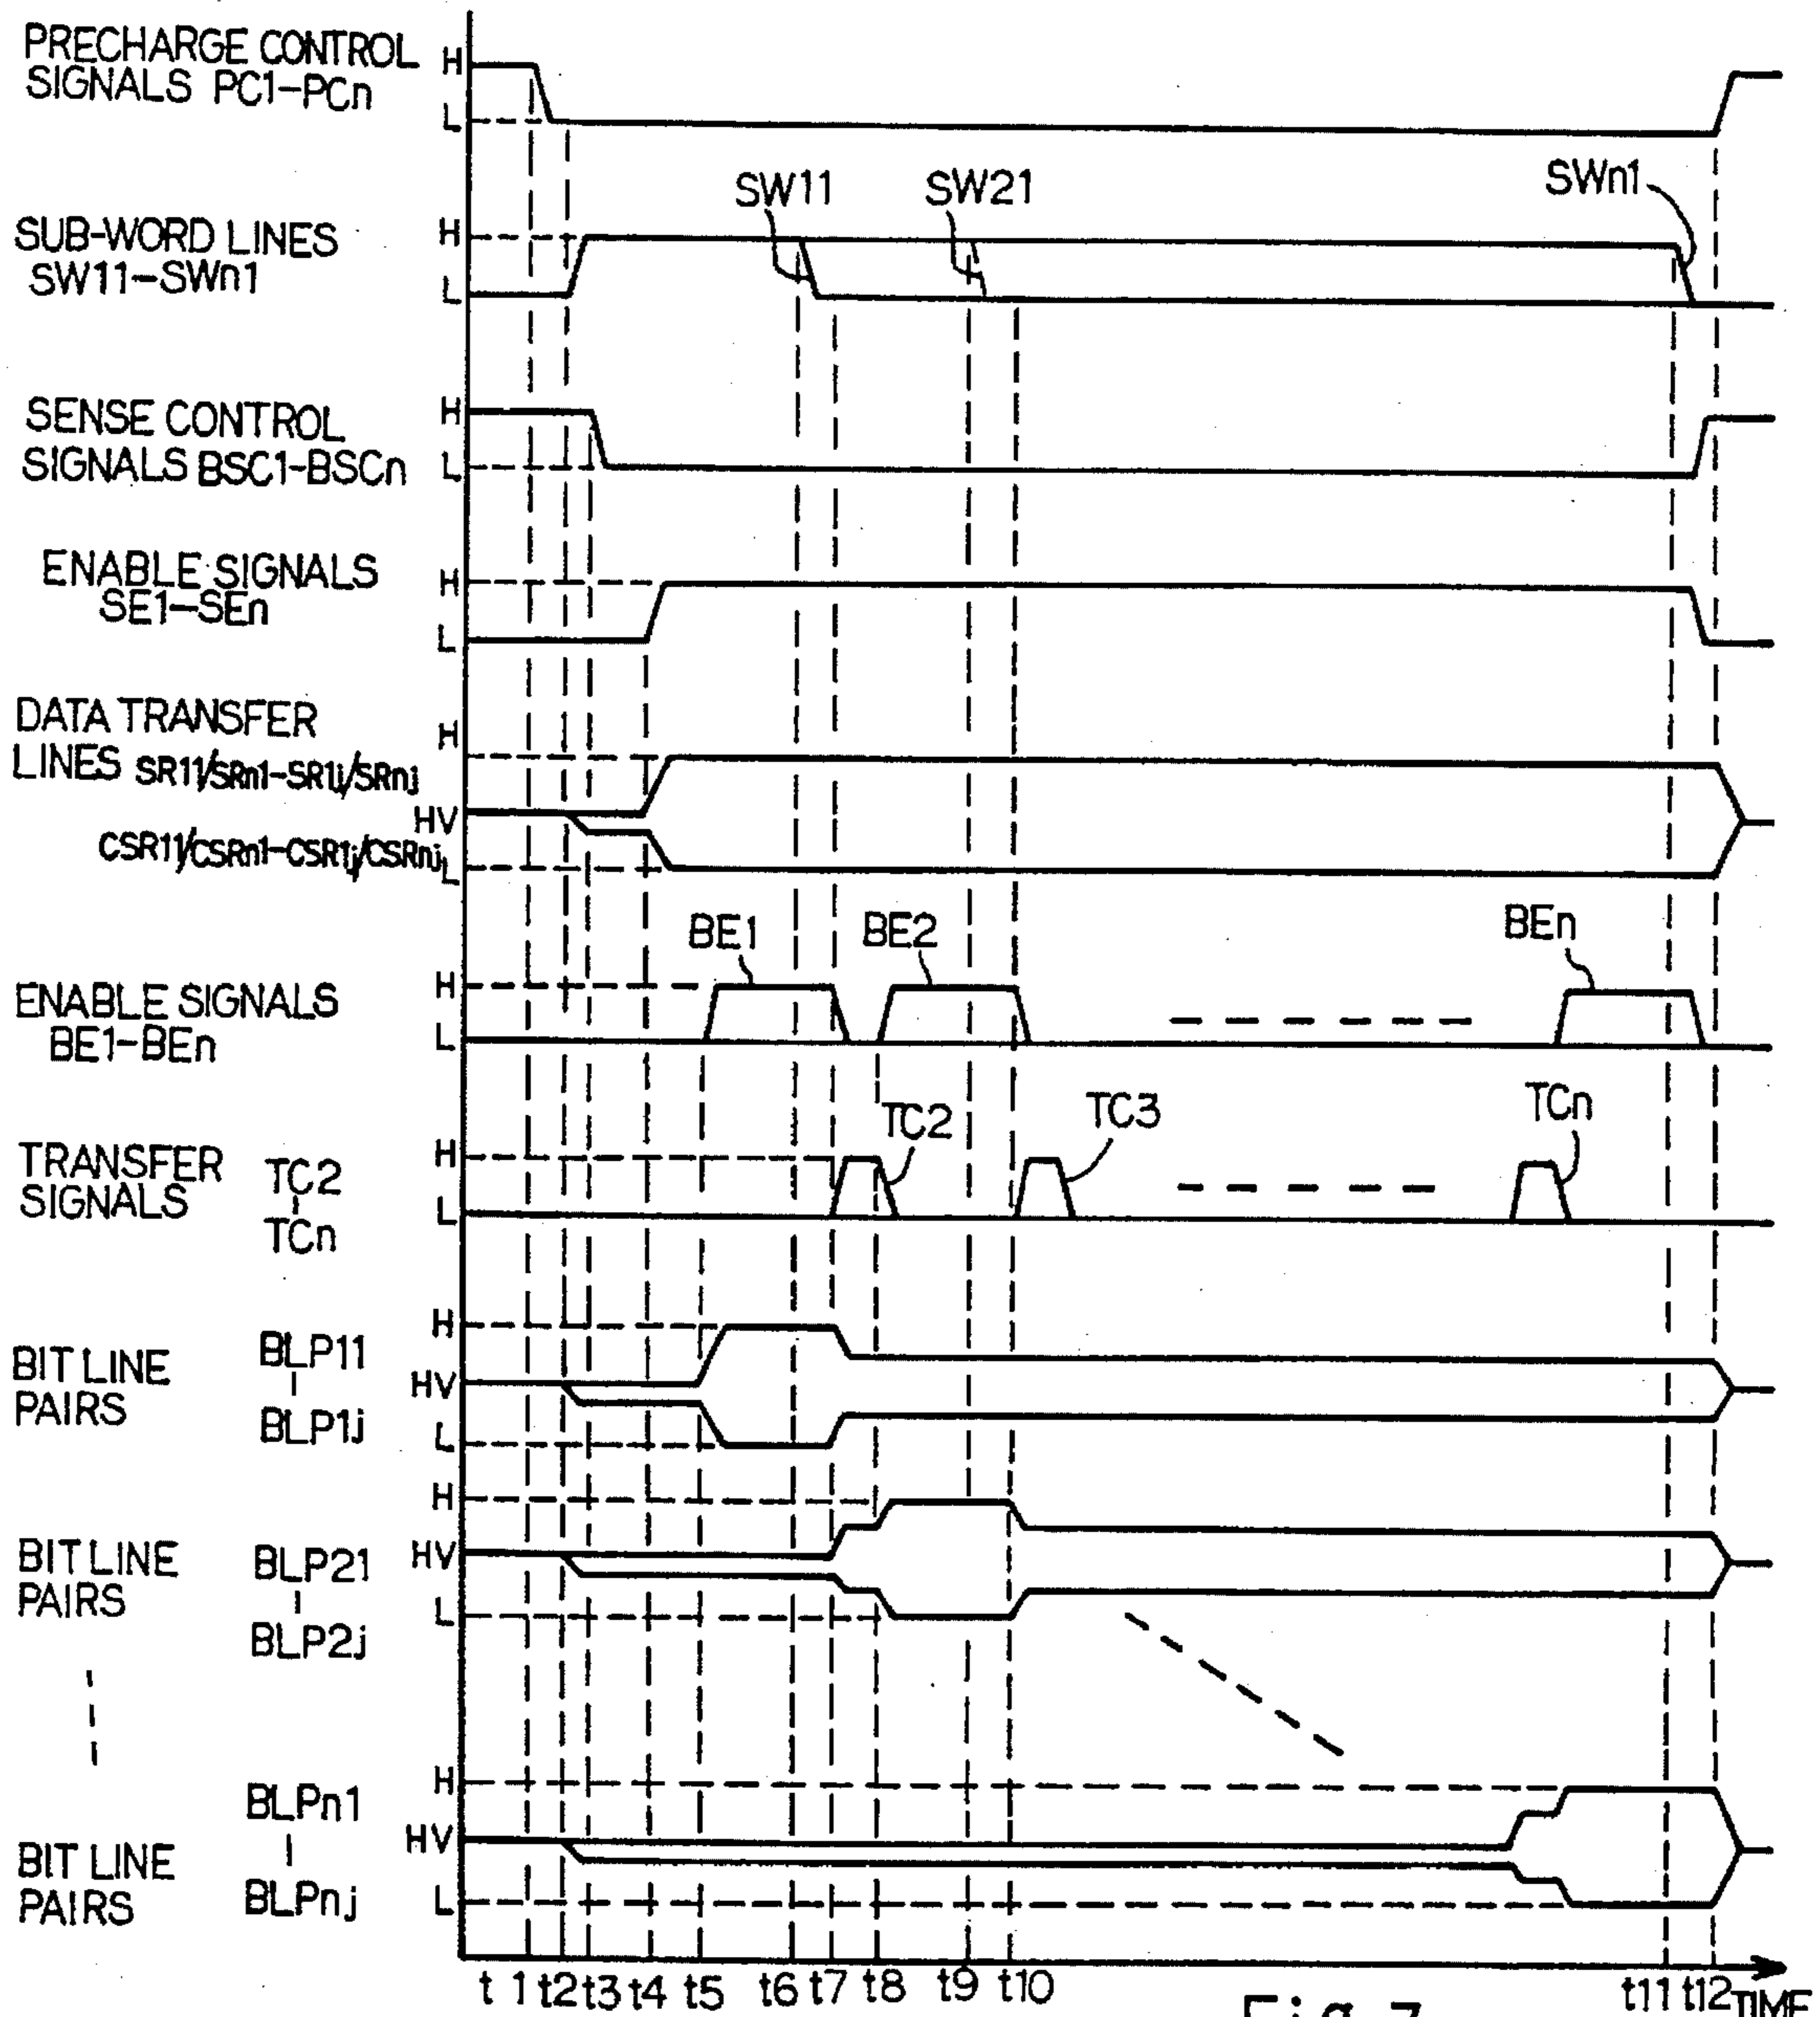 PRECHARGE CONTROL
SIGNALS PC1-PCn
H
L
SW11
SW21
SWn1
SUB-WORD LINES
SW11-SWn1
H
L
SENSE CONTROL
SIGNALS BSC1-BSCn
H
L
ENABLE SIGNALS
SE1-SEn
H
L
DATA TRANSFER
LINES SR11/SRn1-SR1j/SRnj
CSR11/CSRn1-CSR1j/CSRnj
H
HV
L
BE1
BE2
BEn
ENABLE SIGNALS
BE1-BEn
H
L
TC2
TC3
TCn
TRANSFER
SIGNALS
TC2
TCn
H
L
BIT LINE
PAIRS
BLP11
BLP1j
H
HV
L
BIT LINE
PAIRS
BLP21
BLP2j
H
HV
L
BIT LINE
PAIRS
BLPn1
BLPnj
H
HV
L
t1 t2 t3 t4 t5 t6 t7 t8 t9 t10 t11 t12 TIME